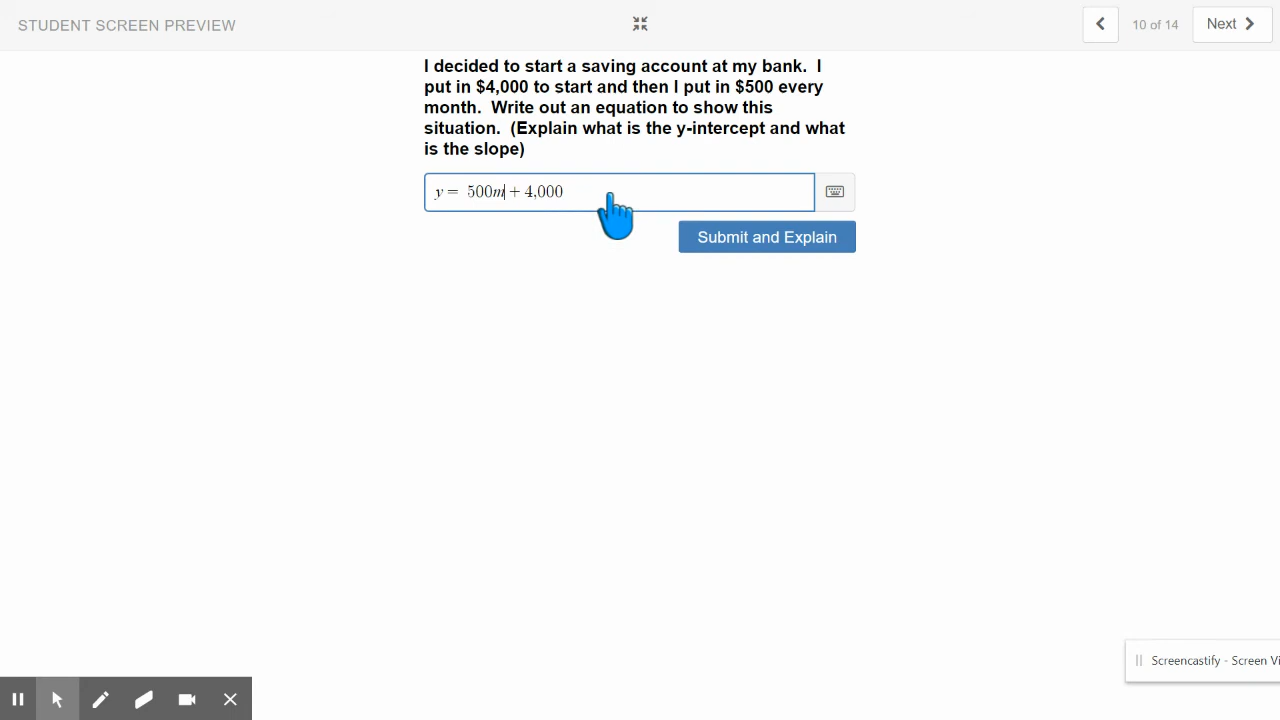 STUDENT SCREEN PREVIEW
10 of 14
Next
I decided to start a saving account at my bank. I
put in $4,000 to start and then I put in $500 every
month. Write out an equation to show this
situation. (Explain what is the y-intercept and what
is the slope)
y = 500m + 4,000
Submit and Explain
Screencastify - Screen Vi